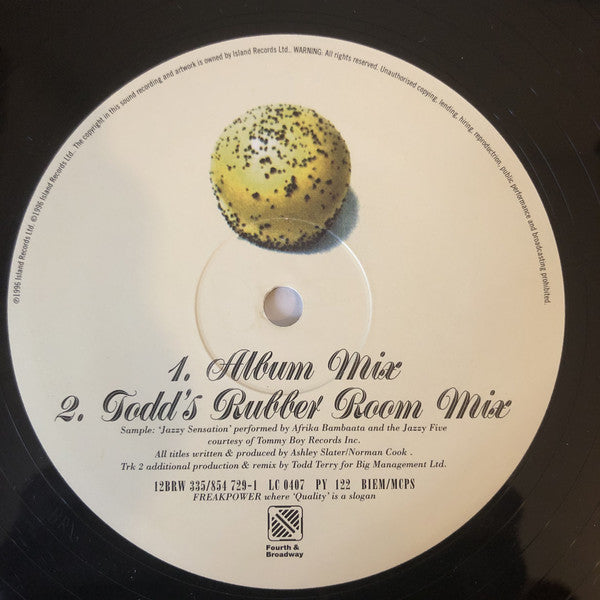 ℗1996 Island Records Ltd. ©1996 Island Records Ltd. The copyright in this sound recording and artwork is owned by Island Records Ltd.. WARNING: All rights reserved. Unauthorised copying, lending, hiring, reproduction, public performance and broadcasting prohibited.
1. Album Mix
2. Todd's Rubber Room Mix
Sample: 'Jazzy Sensation' performed by Afrika Bambaata and the Jazzy Five
courtesy of Tommy Boy Records Inc.
All titles written & produced by Ashley Slater/Norman Cook .
Trk 2 additional production & remix by Todd Terry for Big Management Ltd.
12BRW 335/854 729-1 LC 0407 PY 122 BIEM/MCPS
FREAKPOWER where 'Quality' is a slogan
Fourth &
Broadway